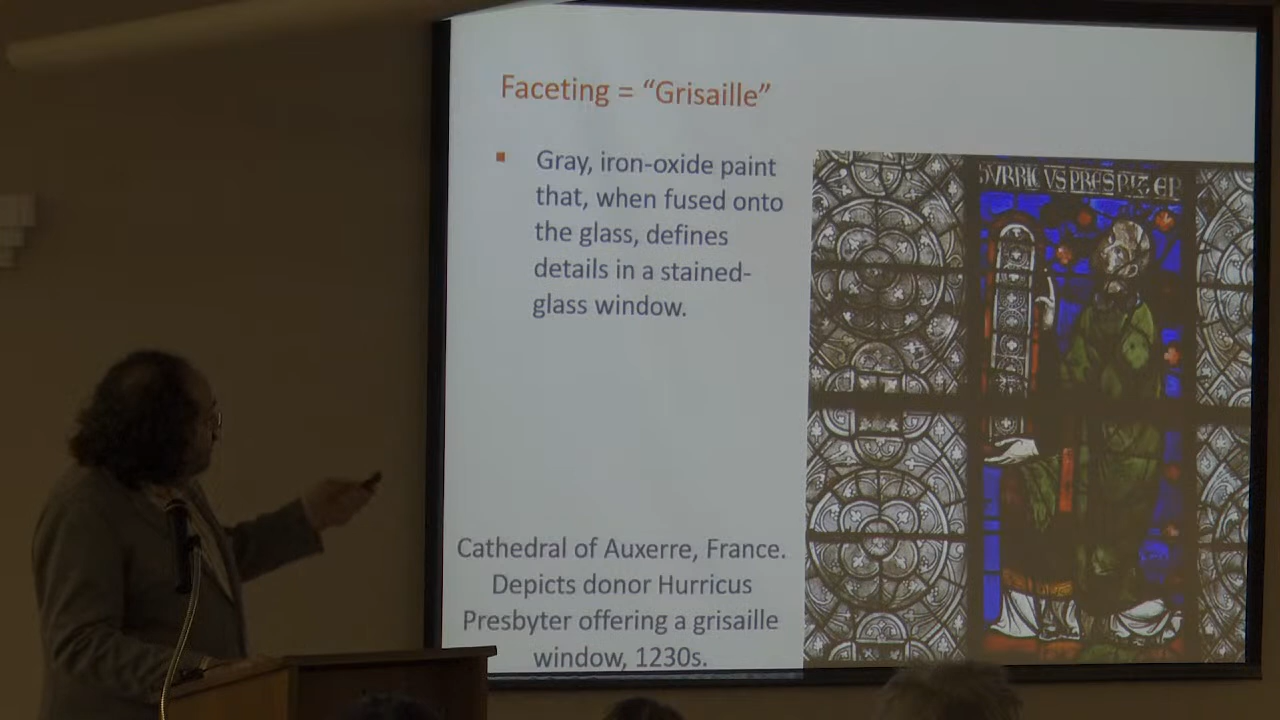 Faceting = “Grisaille”
Gray, iron-oxide paint
that, when fused onto
the glass, defines
details in a stained-
glass window.
Cathedral of Auxerre, France.
Depicts donor Hurricus
Presbyter offering a grisaille
window, 1230s.